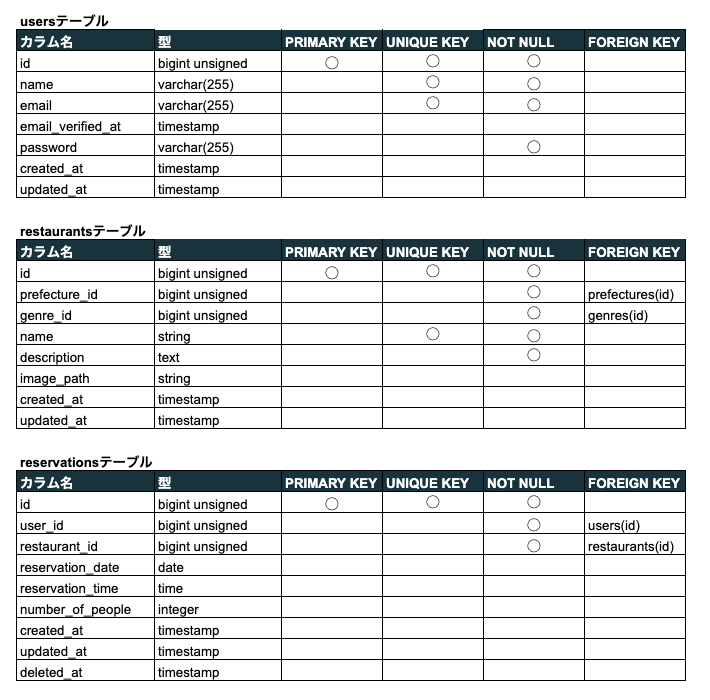 usersテーブル
カラム名 型 PRIMARY KEY UNIQUE KEY NOT NULL FOREIGN KEY
id bigint unsigned ○ ○ ○
name varchar(255) ○ ○
email varchar(255) ○ ○
email_verified_at timestamp
password varchar(255) ○
created_at timestamp
updated_at timestamp
restaurantsテーブル
カラム名 型 PRIMARY KEY UNIQUE KEY NOT NULL FOREIGN KEY
id bigint unsigned ○ ○ ○
prefecture_id bigint unsigned ○ prefectures(id)
genre_id bigint unsigned ○ genres(id)
name string ○ ○
description text ○
image_path string
created_at timestamp
updated_at timestamp
reservationsテーブル
カラム名 型 PRIMARY KEY UNIQUE KEY NOT NULL FOREIGN KEY
id bigint unsigned ○ ○ ○
user_id bigint unsigned ○ users(id)
restaurant_id bigint unsigned ○ restaurants(id)
reservation_date date
reservation_time time
number_of_people integer
created_at timestamp
updated_at timestamp
deleted_at timestamp